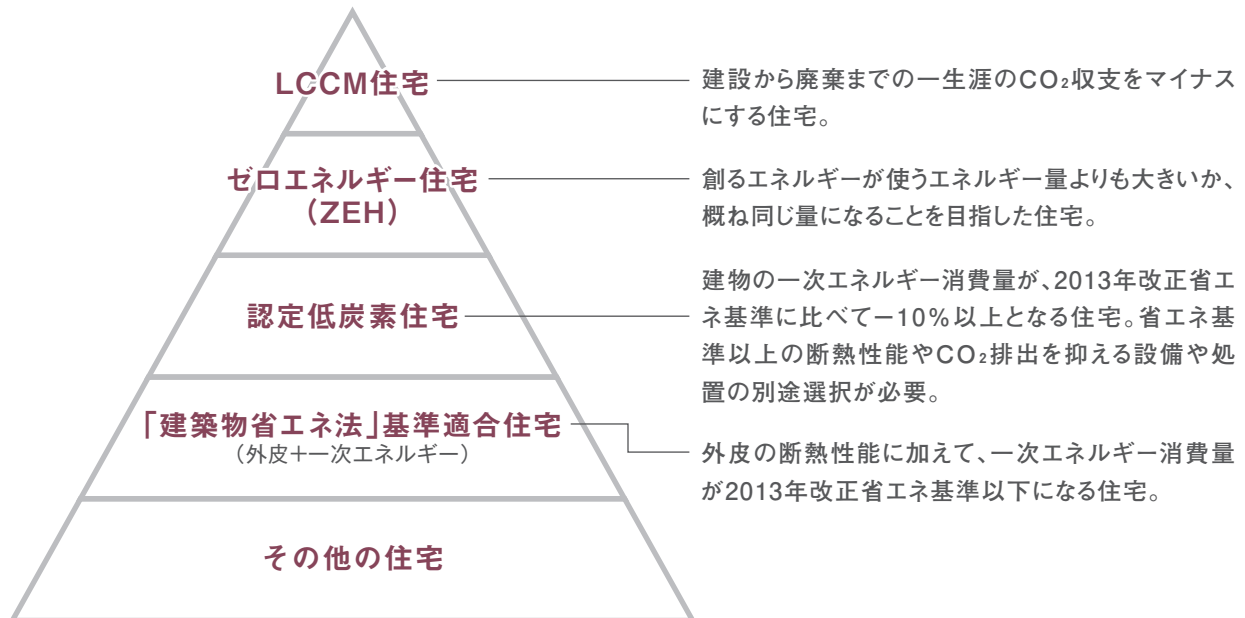 LCCM住宅
建設から廃棄までの一生涯のCO₂収支をマイナス
にする住宅。
ゼロエネルギー住宅
(ZEH)
創るエネルギーが使うエネルギー量よりも大きいか、
概ね同じ量になることを目指した住宅。
認定低炭素住宅
建物の一次エネルギー消費量が、2013年改正省エ
ネ基準に比べて−10%以上となる住宅。省エネ基
準以上の断熱性能やCO₂排出を抑える設備や処
置の別途選択が必要。
「建築物省エネ法」基準適合住宅
(外皮+一次エネルギー)
外皮の断熱性能に加えて、一次エネルギー消費量
が2013年改正省エネ基準以下になる住宅。
その他の住宅